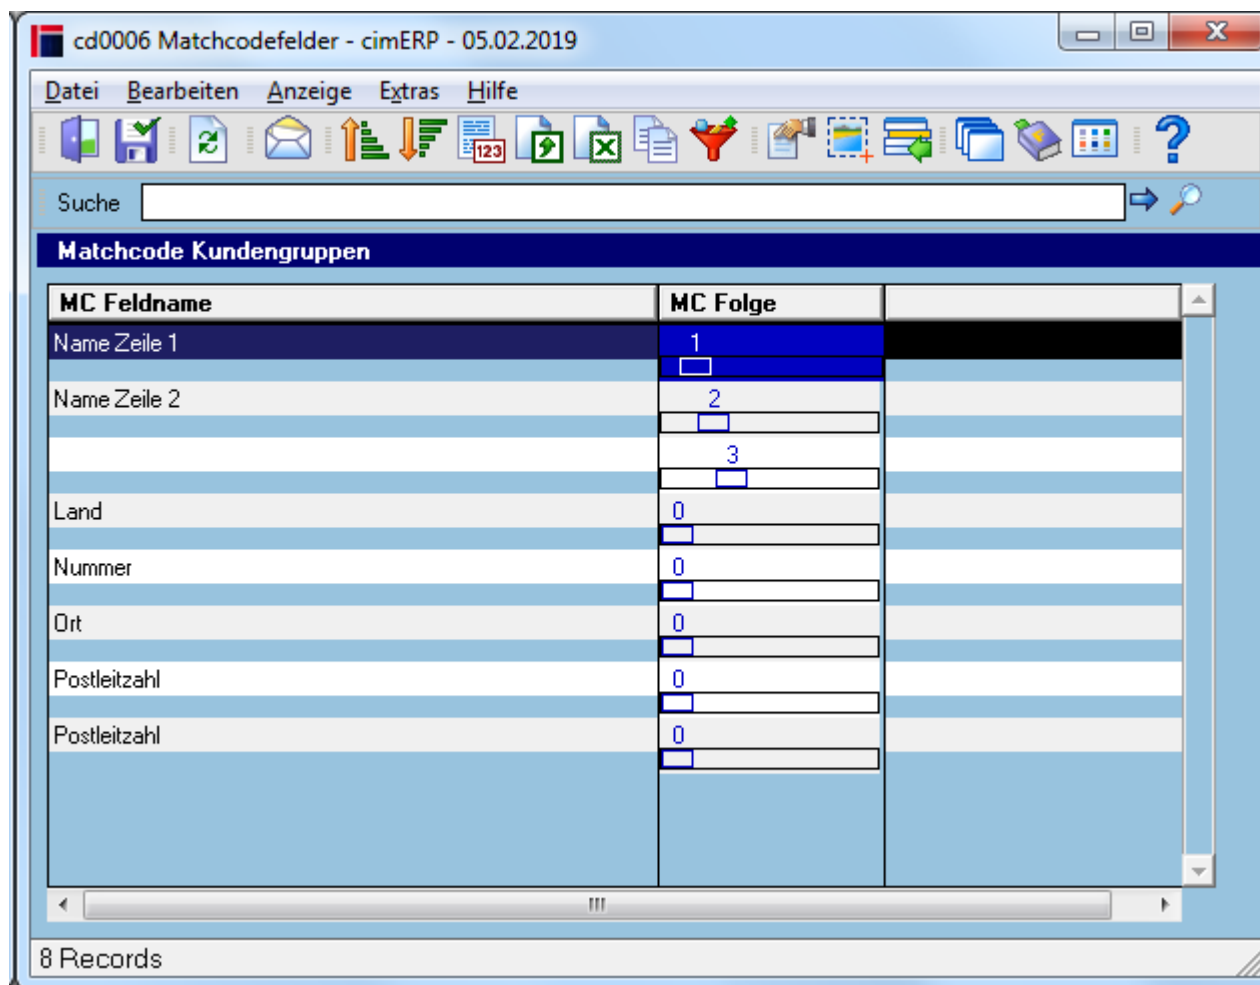 cd0006 Matchcodefelder - cimERP - 05.02.2019
Datei Bearbeiten Anzeige Extras Hilfe
123
Suche
Matchcode Kundengruppen
MC Feldname MC Folge
Name Zeile 1 1
Name Zeile 2 2
3
Land 0
Nummer 0
Ort 0
Postleitzahl 0
Postleitzahl 0
8 Records